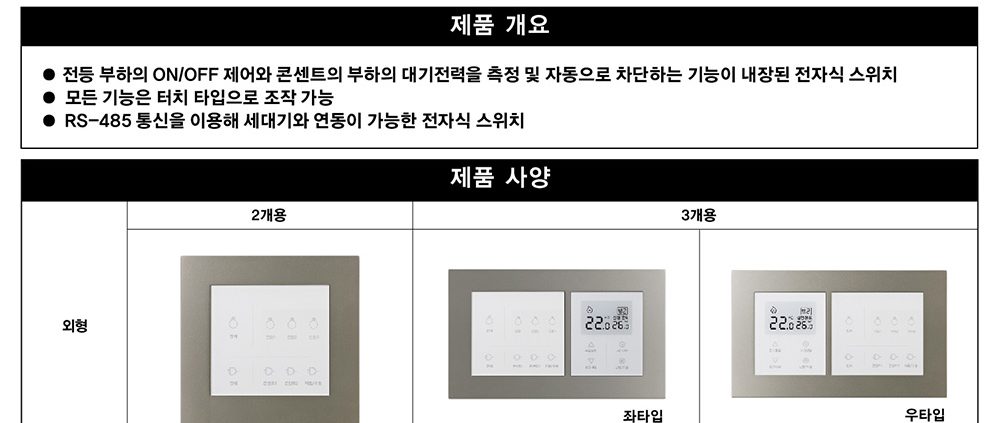 제품 개요
● 전등 부하의 ON/OFF 제어와 콘센트의 부하의 대기전력을 측정 및 자동으로 차단하는 기능이 내장된 전자식 스위치
● 모든 기능은 터치 타입으로 조작 가능
● RS-485 통신을 이용해 세대기와 연동이 가능한 전자식 스위치
제품 사양
2개용
3개용
외형
22.0
22.0
좌타입
우타입